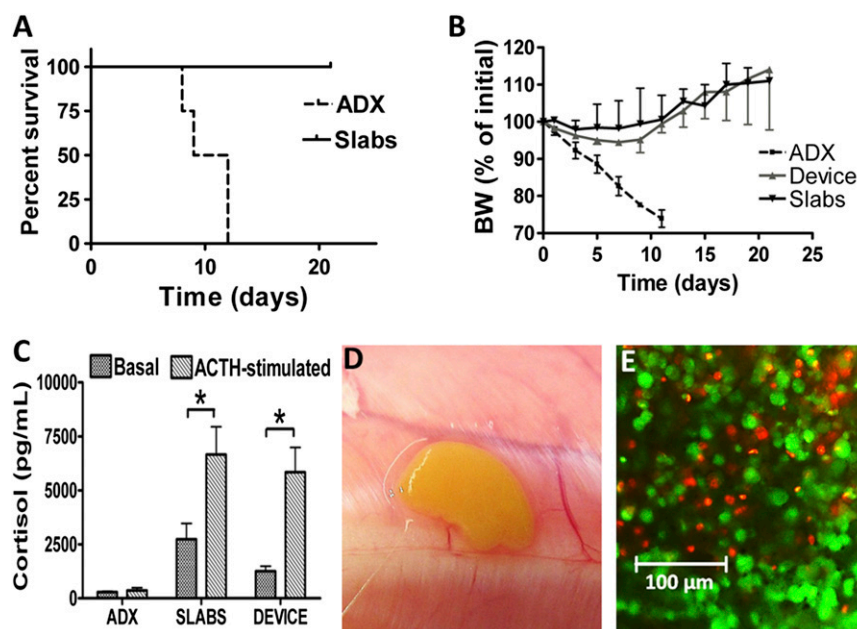 A
Percent survival
100
75
50
25
0
0
10
20
Time (days)
ADX
Slabs
B
BW (% of initial)
120
110
100
90
80
70
0
5
10
15
20
25
Time (days)
ADX
Device
Slabs
C
Basal
ACTH-stimulated
Cortisol (pg/mL)
10000
7500
5000
2500
0
*
*
ADX
SLABS
DEVICE
D
E
100 µm